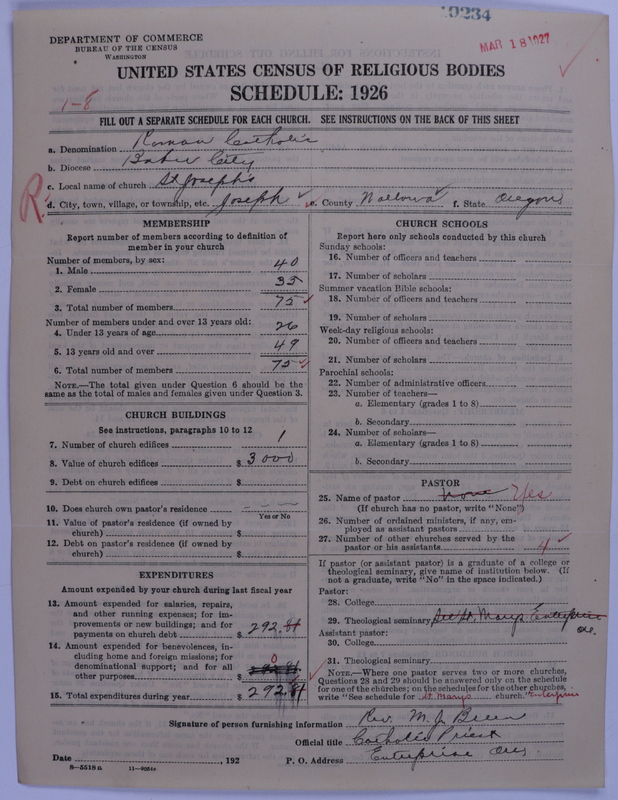 19234
DEPARTMENT OF COMMERCE
BUREAU OF THE CENSUS
WASHINGTON
MAR 18 1927
UNITED STATES CENSUS OF RELIGIOUS BODIES
SCHEDULE: 1926
1-8
FILL OUT A SEPARATE SCHEDULE FOR EACH CHURCH. SEE INSTRUCTIONS ON THE BACK OF THIS SHEET
a. Denomination Roman Catholic
b. Diocese Baker City
c. Local name of church St Joseph's
R
d. City, town, village, or township, etc. Joseph e. County Wallowa f. State Oregon
MEMBERSHIP
Report number of members according to definition of
member in your church
Number of members, by sex:
1. Male 40
2. Female 35
3. Total number of members 75
Number of members under and over 13 years old:
4. Under 13 years of age 26
5. 13 years old and over 49
6. Total number of members 75
NOTE.—The total given under Question 6 should be the
same as the total of males and females given under Question 3.
CHURCH BUILDINGS
See instructions, paragraphs 10 to 12
7. Number of church edifices 1
8. Value of church edifices $ 3000
9. Debt on church edifices $
10. Does church own pastor's residence
Yes or No
11. Value of pastor's residence (if owned by
church) $
12. Debt on pastor's residence (if owned by
church) $
EXPENDITURES
Amount expended by your church during last fiscal year
13. Amount expended for salaries, repairs,
and other running expenses; for im-
provements or new buildings; and for
payments on church debt $ 292.81
14. Amount expended for benevolences, in-
cluding home and foreign missions; for
denominational support; and for all 0
other purposes $ 292.81
15. Total expenditures during year $ 292.81
CHURCH SCHOOLS
Report here only schools conducted by this church
Sunday schools:
16. Number of officers and teachers
17. Number of scholars
Summer vacation Bible schools:
18. Number of officers and teachers
19. Number of scholars
Week-day religious schools:
20. Number of officers and teachers
21. Number of scholars
Parochial schools:
22. Number of administrative officers
23. Number of teachers—
a. Elementary (grades 1 to 8)
b. Secondary
24. Number of scholars—
a. Elementary (grades 1 to 8)
b. Secondary
PASTOR
25. Name of pastor None Yes
(If church has no pastor, write "None")
26. Number of ordained ministers, if any, em-
ployed as assistant pastors
27. Number of other churches served by the
pastor or his assistants 4
If pastor (or assistant pastor) is a graduate of a college or
theological seminary, give name of institution below. (If
not a graduate, write "No" in the space indicated.)
Pastor:
28. College
29. Theological seminary See St. Marys Enterprise
Ore.
Assistant pastor:
30. College
31. Theological seminary
NOTE.—Where one pastor serves two or more churches,
Questions 28 and 29 should be answered only on the schedule
for one of the churches; on the schedules for the other churches,
write "See schedule for St Marys church." Enterprise
Signature of person furnishing information Rev. M. J. Breen
Official title Catholic Priest
Date , 192 P. O. Address Enterprise Ore
8—5518a 11—9061a